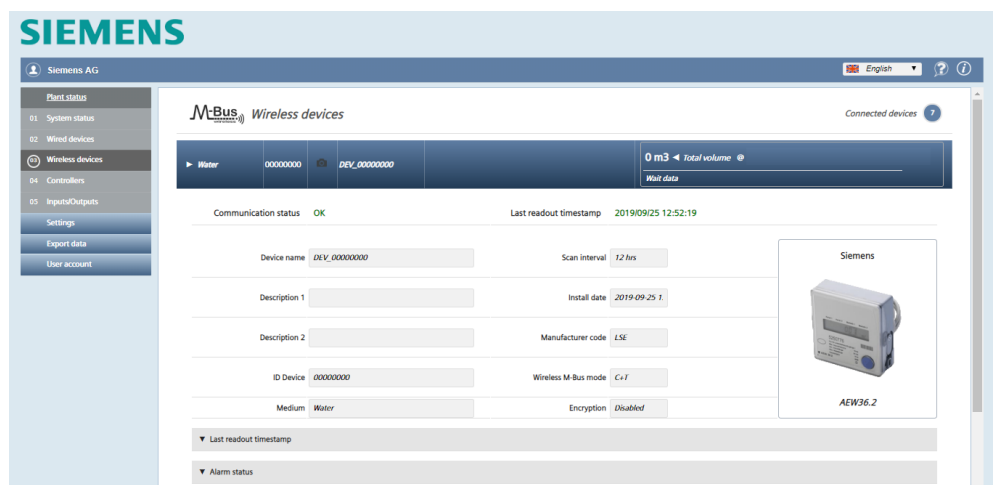 SIEMENS
Siemens AG
English
Plant status
01 System status
02 Wired devices
03 Wireless devices
04 Controllers
05 Inputs/Outputs
Settings
Export data
User account
M-Bus Wireless devices
Connected devices 7
► Water 00000000 DEV_00000000
0 m3 ◄ Total volume @
Wait data
Communication status OK Last readout timestamp 2019/09/25 12:52:19
Device name DEV_00000000 Scan interval 12 hrs
Description 1 Install date 2019-09-25 1.
Description 2 Manufacturer code LSE
ID Device 00000000 Wireless M-Bus mode C+T
Medium Water Encryption Disabled
Siemens
AEW36.2
▼ Last readout timestamp
▼ Alarm status